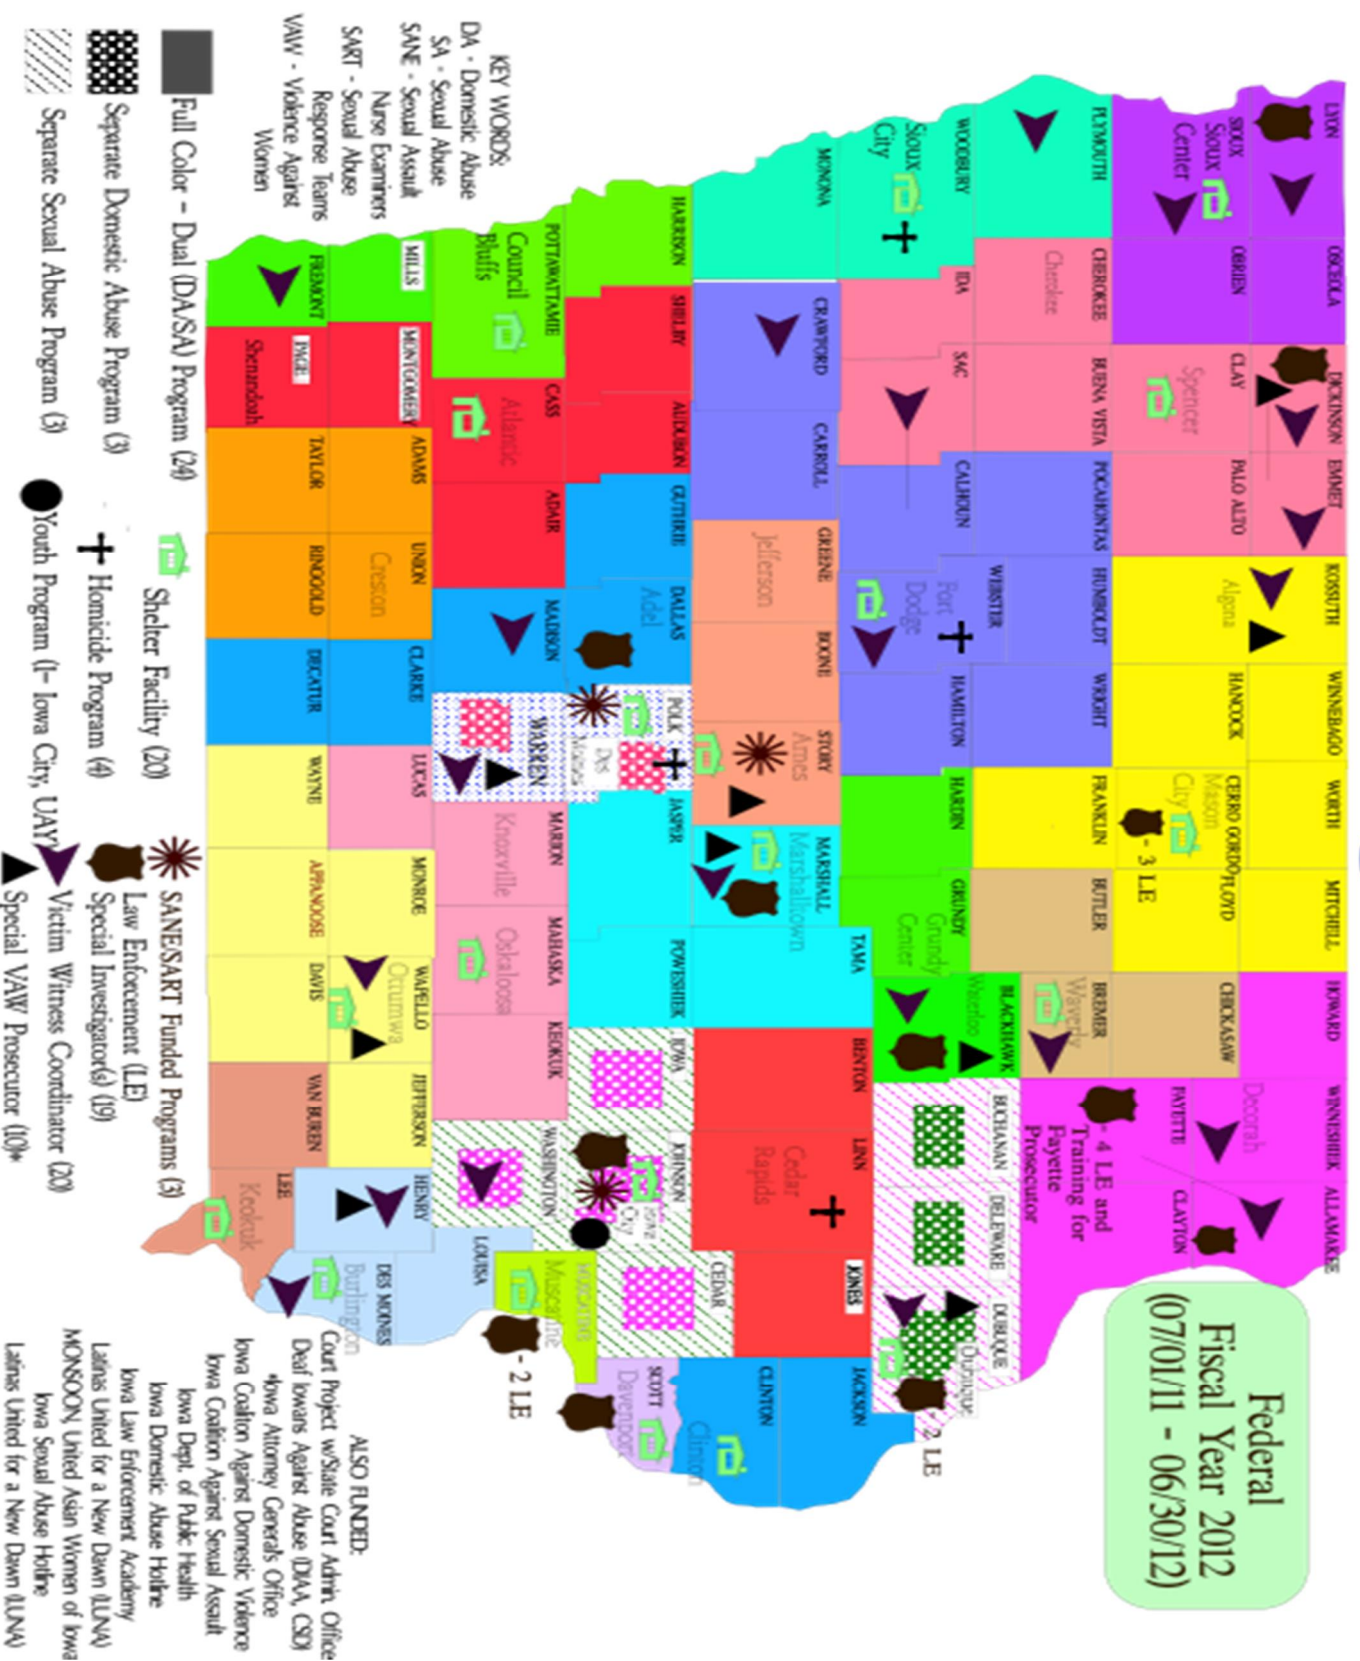 Federal
Fiscal Year 2012
(07/01/11 - 06/30/12)
LYON
OSCEOLA
DICKINSON
EMMET
KOSSUTH
WINNEBAGO
WORTH
MITCHELL
HOWARD
WINNESHIEK
ALLAMAKEE
Decorah
SIOUX
Sioux
Center
OBRIEN
CLAY
Spencer
PALO ALTO
Algona
HANCOCK
CERRO GORDO
Mason
City
- 3 LE
FLOYD
CHICKASAW
FAYETTE
CLAYTON
- 4 LE and
Training for
Fayette
Prosecutor
PLYMOUTH
CHEROKEE
Cherokee
BUENA VISTA
POCAHONTAS
HUMBOLDT
WRIGHT
FRANKLIN
BUTLER
BREMER
Waverly
WOODBURY
Sioux
City
IDA
SAC
CALHOUN
WEBSTER
Fort
Dodge
HAMILTON
HARDIN
GRUNDY
Grundy
Center
BLACKHAWK
Waterloo
BUCHANAN
DELEWARE
DUBUQUE
Dubuque
- 2 LE
MONONA
CRAWFORD
CARROLL
GREENE
Jefferson
BOONE
STORY
Ames
MARSHALL
Marshalltown
TAMA
BENTON
LINN
Cedar
Rapids
JONES
JACKSON
HARRISON
SHELBY
AUDUBON
GUTHRIE
DALLAS
Adel
POLK
Des
Moines
JASPER
POWESHIEK
IOWA
JOHNSON
Iowa
City
CEDAR
CLINTON
Clinton
SCOTT
Davenport
POTTAWATTAMIE
Council
Bluffs
CASS
Atlantic
ADAIR
MADISON
WARREN
MARION
Knoxville
MAHASKA
Oskaloosa
KEOKUK
WASHINGTON
MUSCATINE
Muscatine
- 2 LE
LOUISA
MILLS
MONTGOMERY
ADAMS
UNION
Creston
CLARKE
LUCAS
MONROE
WAPELLO
Ottumwa
JEFFERSON
HENRY
DES MOINES
Burlington
FREMONT
PAGE
Shenandoah
TAYLOR
RINGGOLD
DECATUR
WAYNE
APPANOOSE
DAVIS
VAN BUREN
LEE
Keokuk
KEY WORDS:
DA - Domestic Abuse
SA - Sexual Abuse
SANE - Sexual Assault
Nurse Examiners
SART - Sexual Abuse
Response Teams
VAW - Violence Against
Women
Full Color - Dual (DA/SA) Program (24)
Separate Domestic Abuse Program (3)
Separate Sexual Abuse Program (3)
Shelter Facility (20)
Homicide Program (4)
Youth Program (I- Iowa City, UAY)
SANE/SART Funded Programs (3)
Law Enforcement (LE)
Special Investigator(s) (19)
Victim Witness Coordinator (20)
Special VAW Prosecutor (10)*
ALSO FUNDED:
Court Project w/State Court Admin. Office
Deaf Iowans Against Abuse (DIAA, CSD)
*Iowa Attorney General's Office
Iowa Coaliton Against Domestic Violence
Iowa Coalition Against Sexual Assault
Iowa Dept. of Public Health
Iowa Domestic Abuse Hotline
Iowa Law Enforcement Academy
Latinas United for a New Dawn (LUNA)
MONSOON, United Asian Women of Iowa
Iowa Sexual Abuse Hotline
Latinas United for a New Dawn (LUNA)